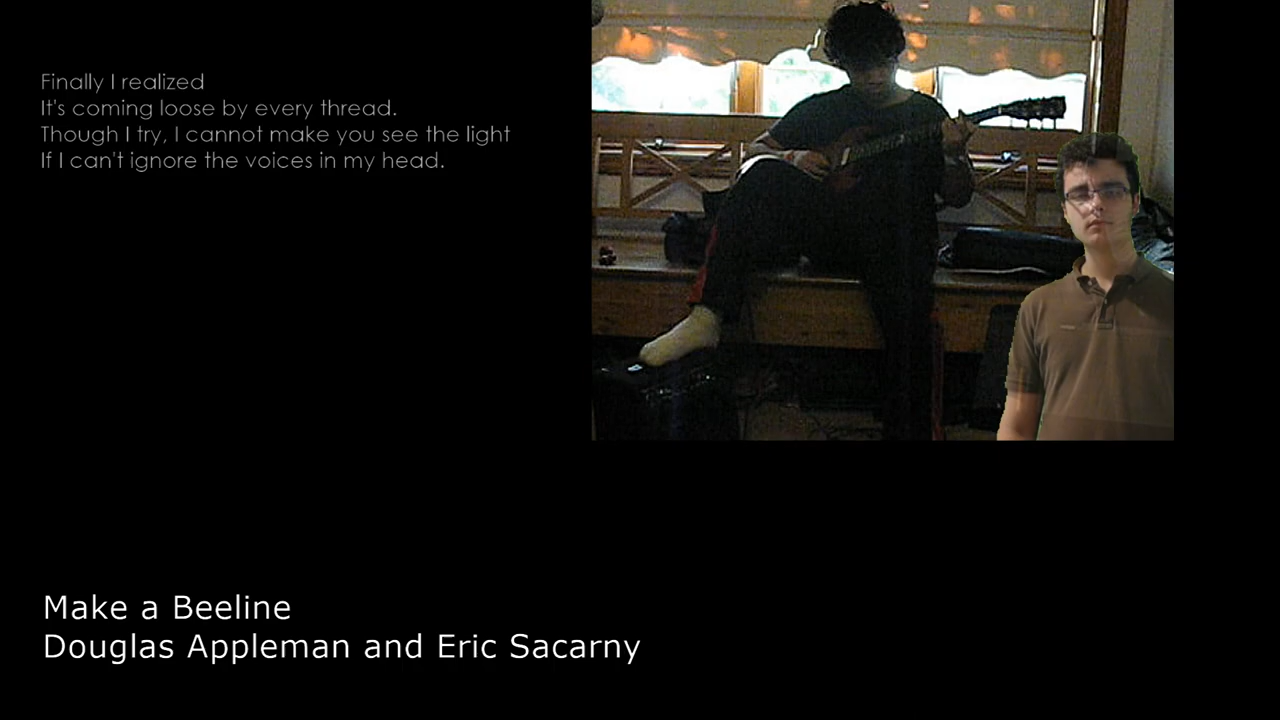 Finally I realized
It's coming loose by every thread.
Though I try, I cannot make you see the light
If I can't ignore the voices in my head.
Make a Beeline
Douglas Appleman and Eric Sacarny